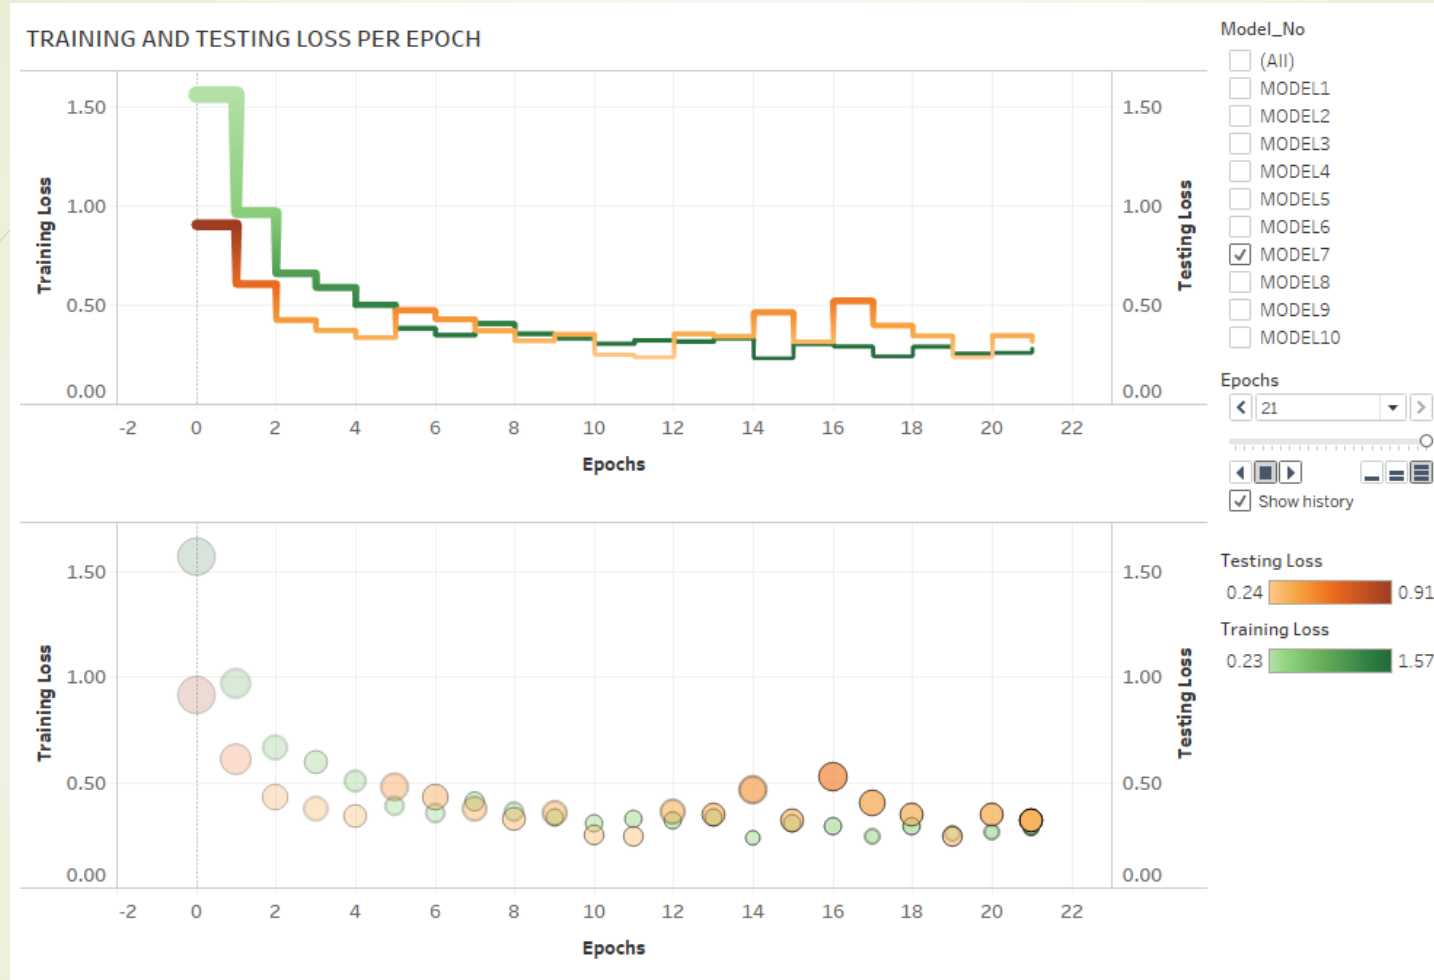 TRAINING AND TESTING LOSS PER EPOCH
1.50
1.00
0.50
0.00
Training Loss
1.50
1.00
0.50
0.00
Testing Loss
-2 0 2 4 6 8 10 12 14 16 18 20 22
Epochs
1.50
1.00
0.50
0.00
Training Loss
1.50
1.00
0.50
0.00
Testing Loss
-2 0 2 4 6 8 10 12 14 16 18 20 22
Epochs
Model_No
(All)
MODEL1
MODEL2
MODEL3
MODEL4
MODEL5
MODEL6
MODEL7
MODEL8
MODEL9
MODEL10
Epochs
21
Show history
Testing Loss
0.24 0.91
Training Loss
0.23 1.57